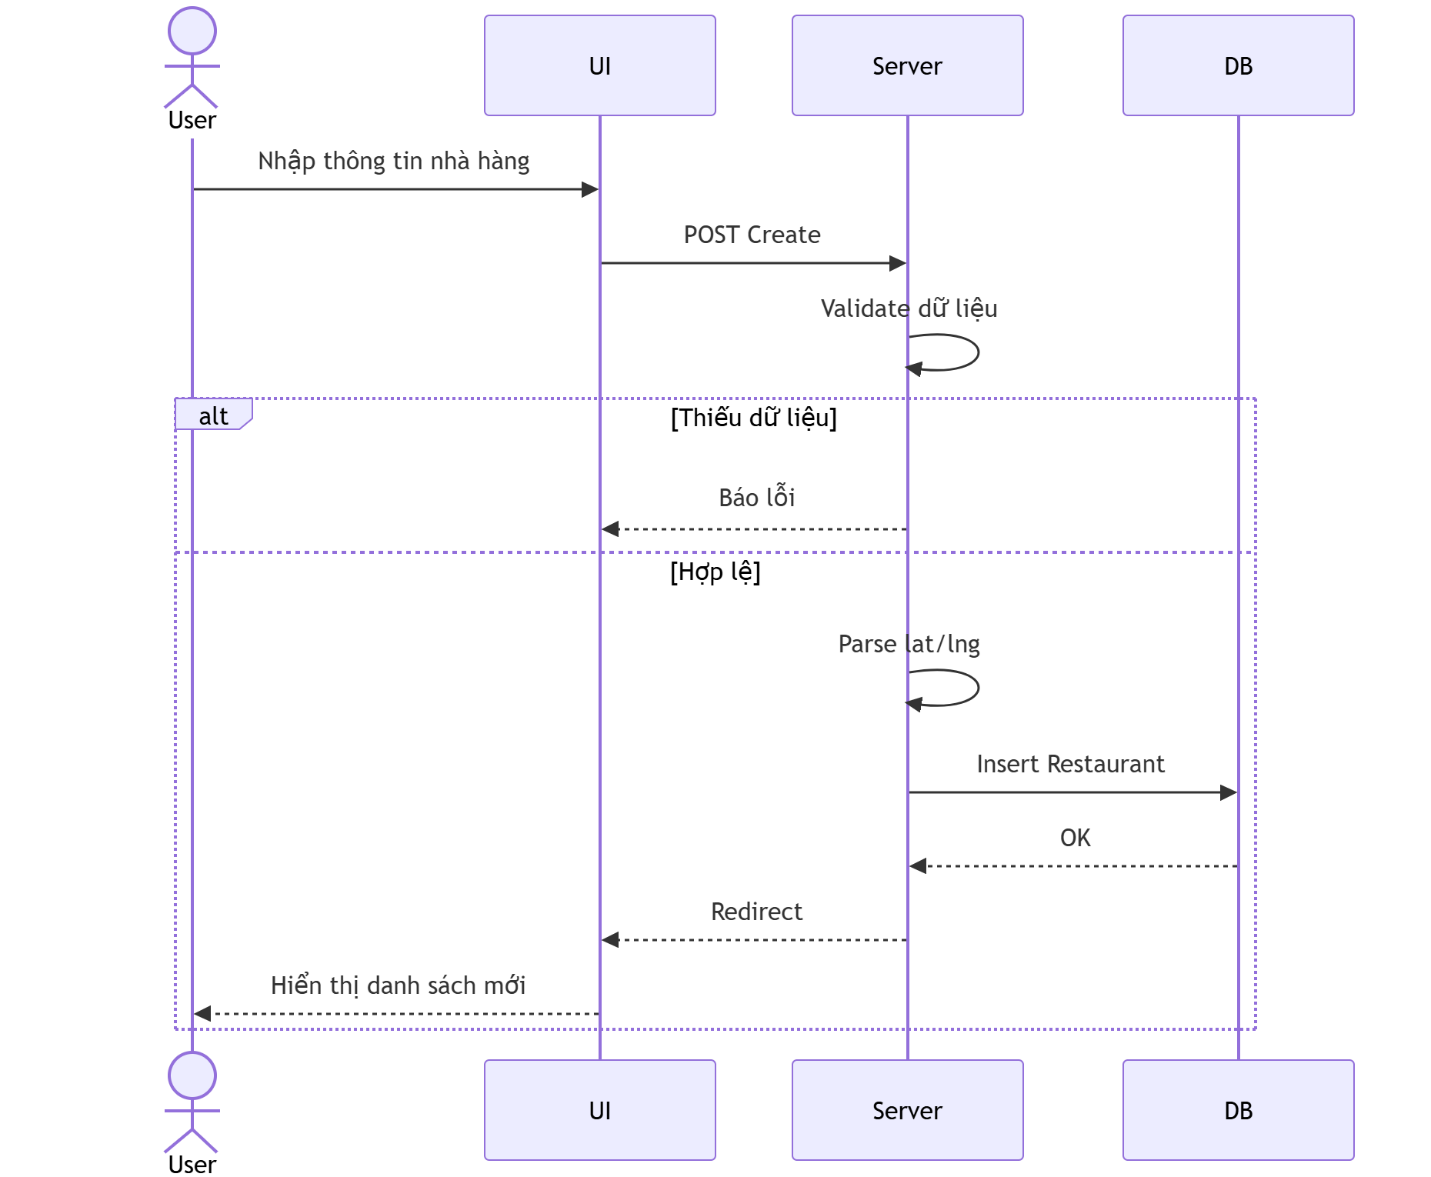 User
UI
Server
DB
Nhập thông tin nhà hàng
POST Create
Validate dữ liệu
alt
[Thiếu dữ liệu]
Báo lỗi
[Hợp lệ]
Parse lat/lng
Insert Restaurant
OK
Redirect
Hiển thị danh sách mới
User
UI
Server
DB